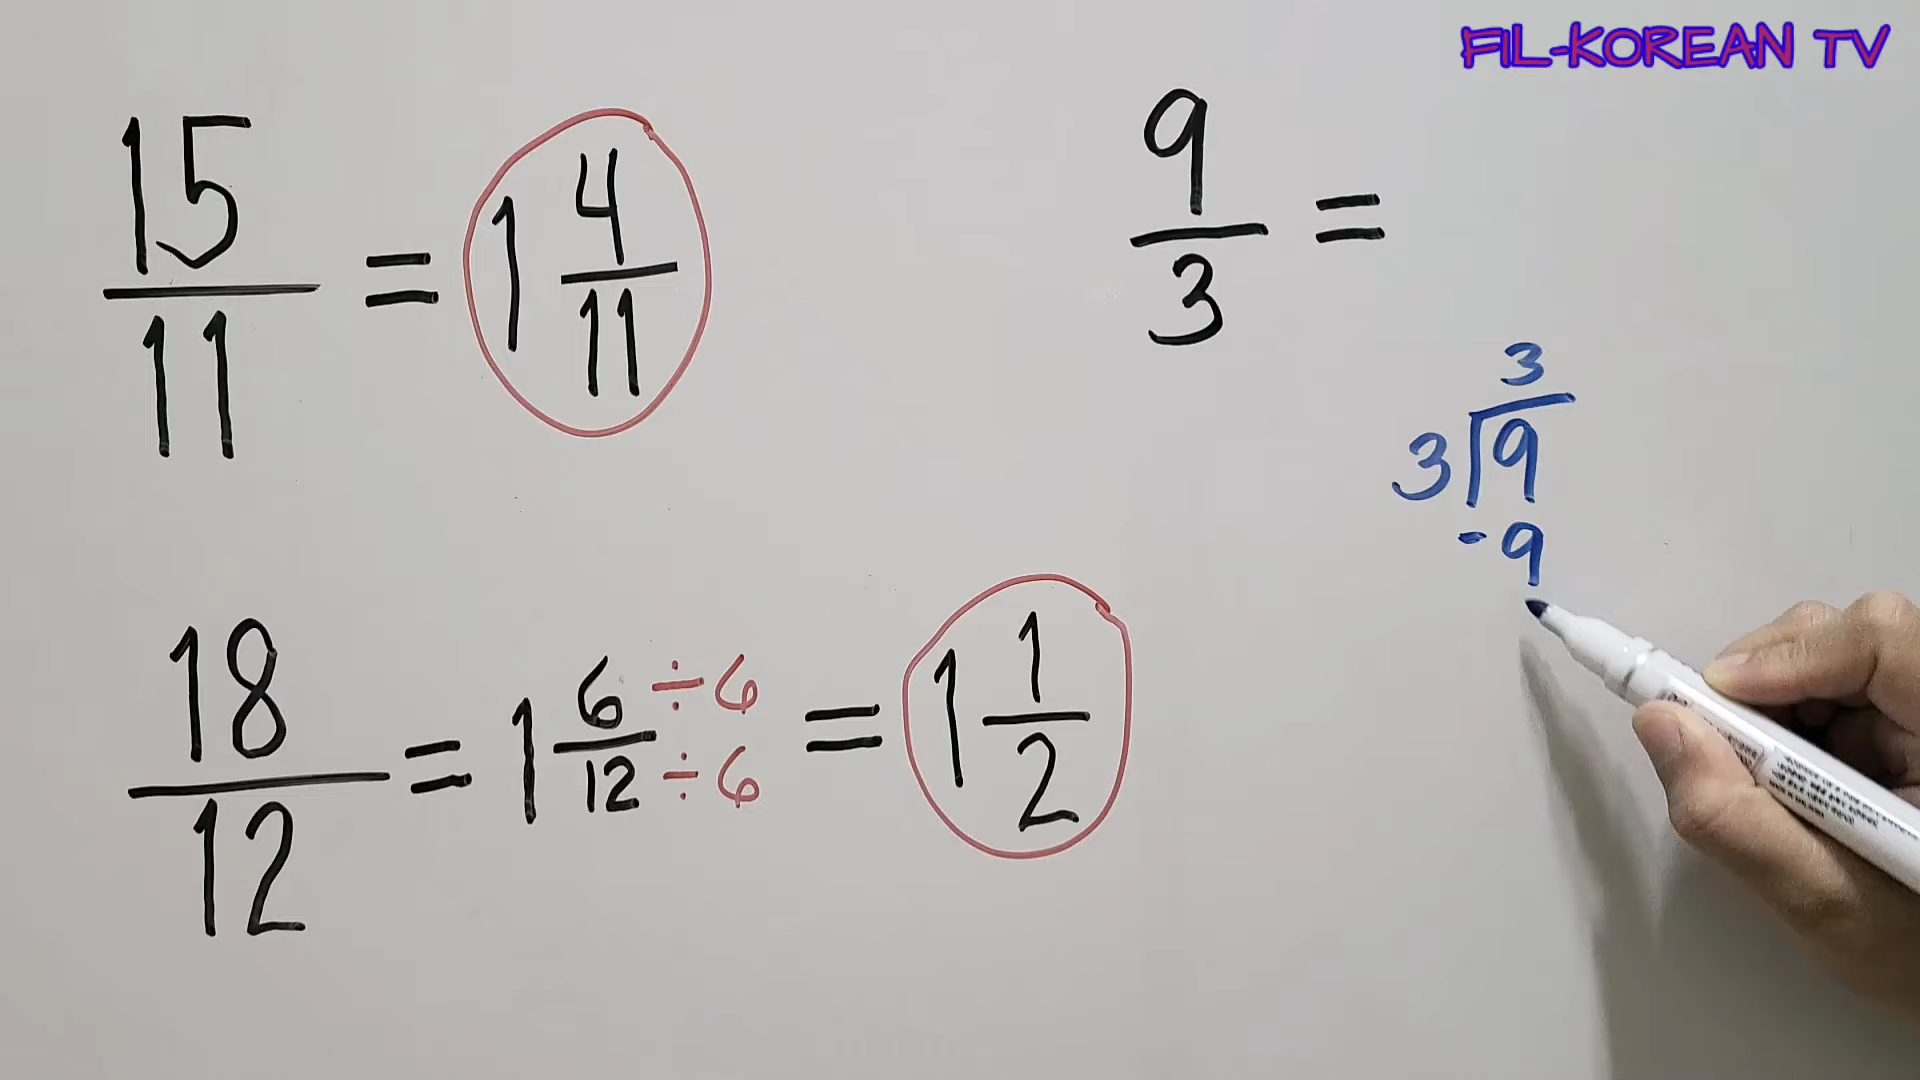 FIL-KOREAN TV
15/11 = 1 4/11
9/3 =
3
3 9
-9
18/12 = 1 6/12 ÷6 ÷6 = 1 1/2